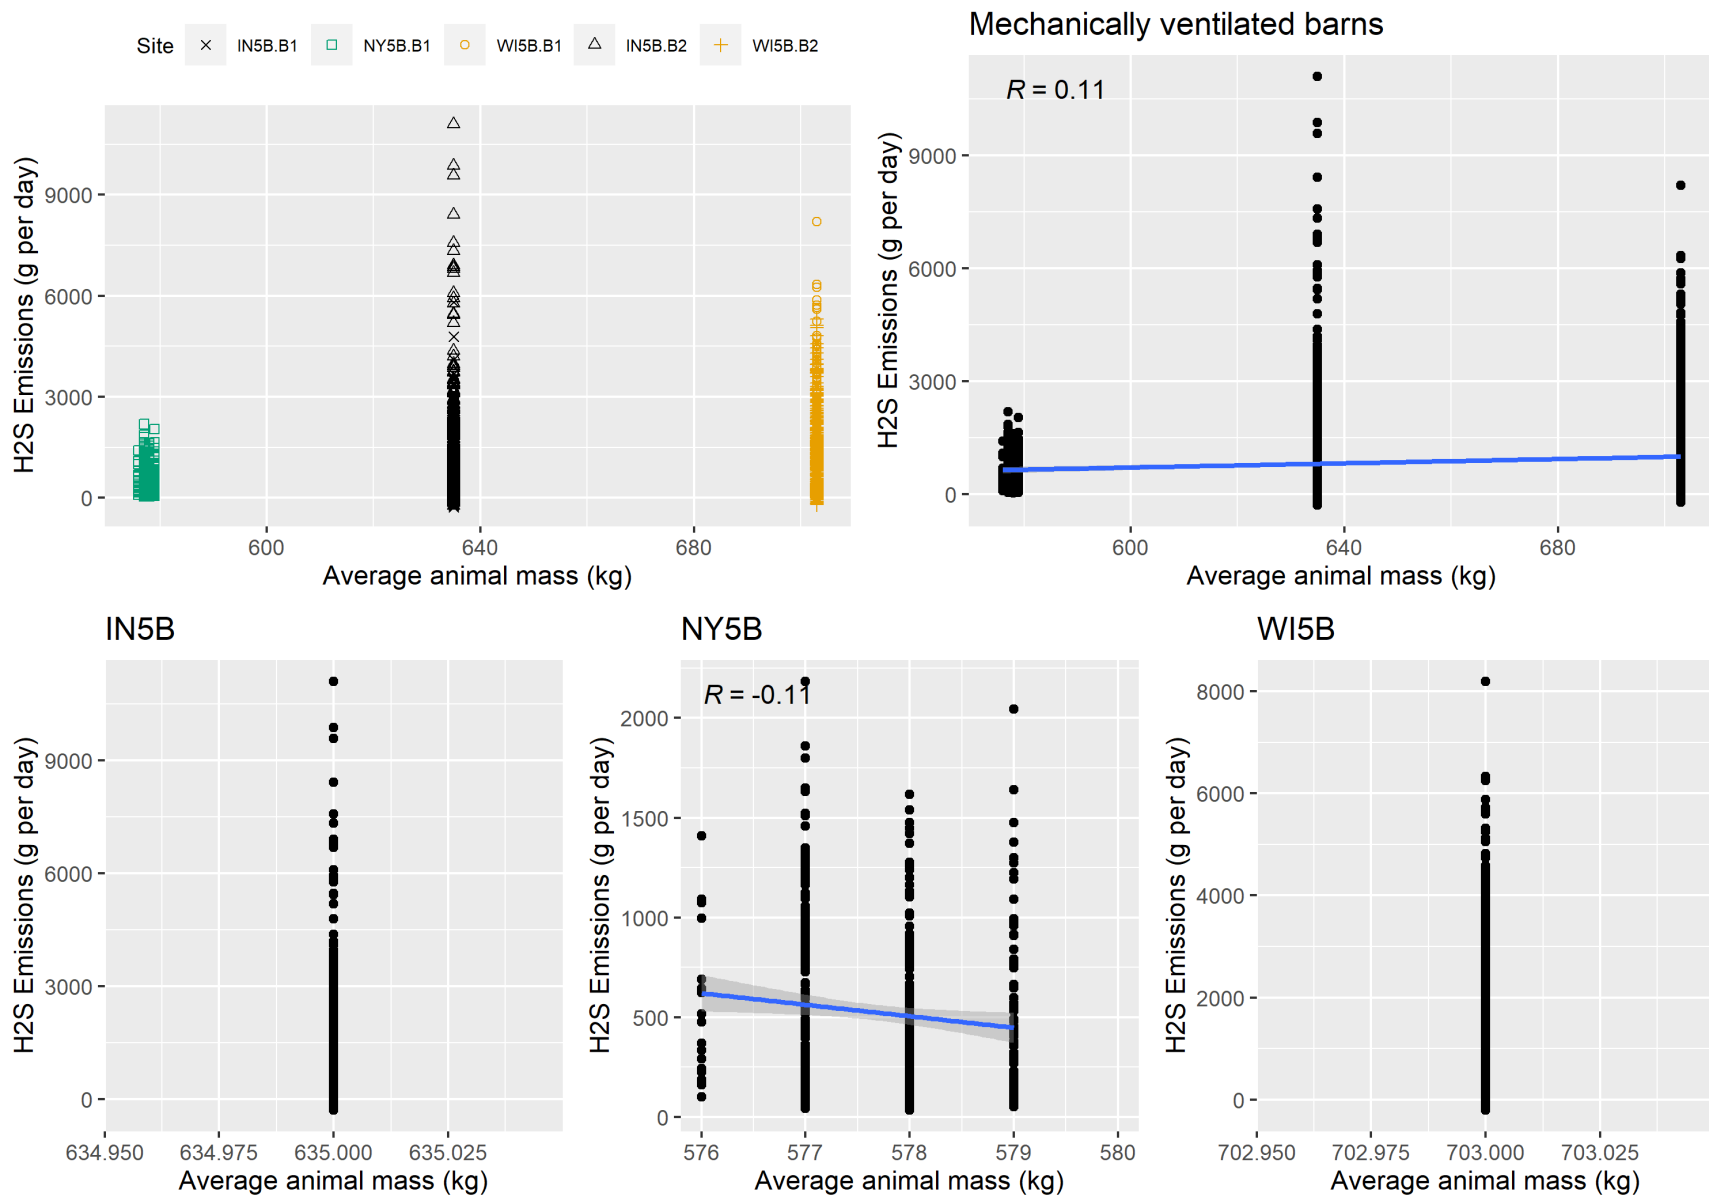 Site IN5B.B1 NY5B.B1 WI5B.B1 IN5B.B2 WI5B.B2
H2S Emissions (g per day)
9000
6000
3000
0
600 640 680
Average animal mass (kg)
Mechanically ventilated barns
R = 0.11
H2S Emissions (g per day)
9000
6000
3000
0
600 640 680
Average animal mass (kg)
IN5B
H2S Emissions (g per day)
9000
6000
3000
0
634.950 634.975 635.000 635.025
Average animal mass (kg)
NY5B
R = -0.11
H2S Emissions (g per day)
2000
1500
1000
500
0
576 577 578 579 580
Average animal mass (kg)
WI5B
H2S Emissions (g per day)
8000
6000
4000
2000
0
702.950 702.975 703.000 703.025
Average animal mass (kg)